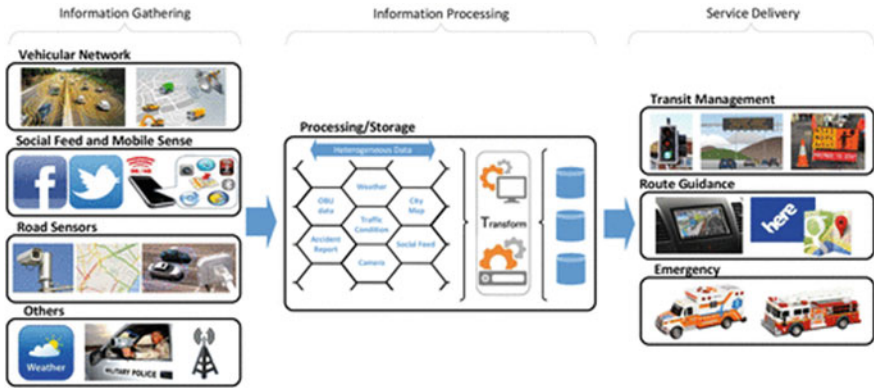 Information Gathering
Information Processing
Service Delivery
Vehicular Network
Social Feed and Mobile Sense
Road Sensors
Others
Weather
MILITARY POLICE
Processing/Storage
Heterogeneous Data
Weather
OBU
data
City
Map
Traffic
Condition
Accident
Report
Social Feed
Camera
Transform
Transit Management
Route Guidance
here
Emergency